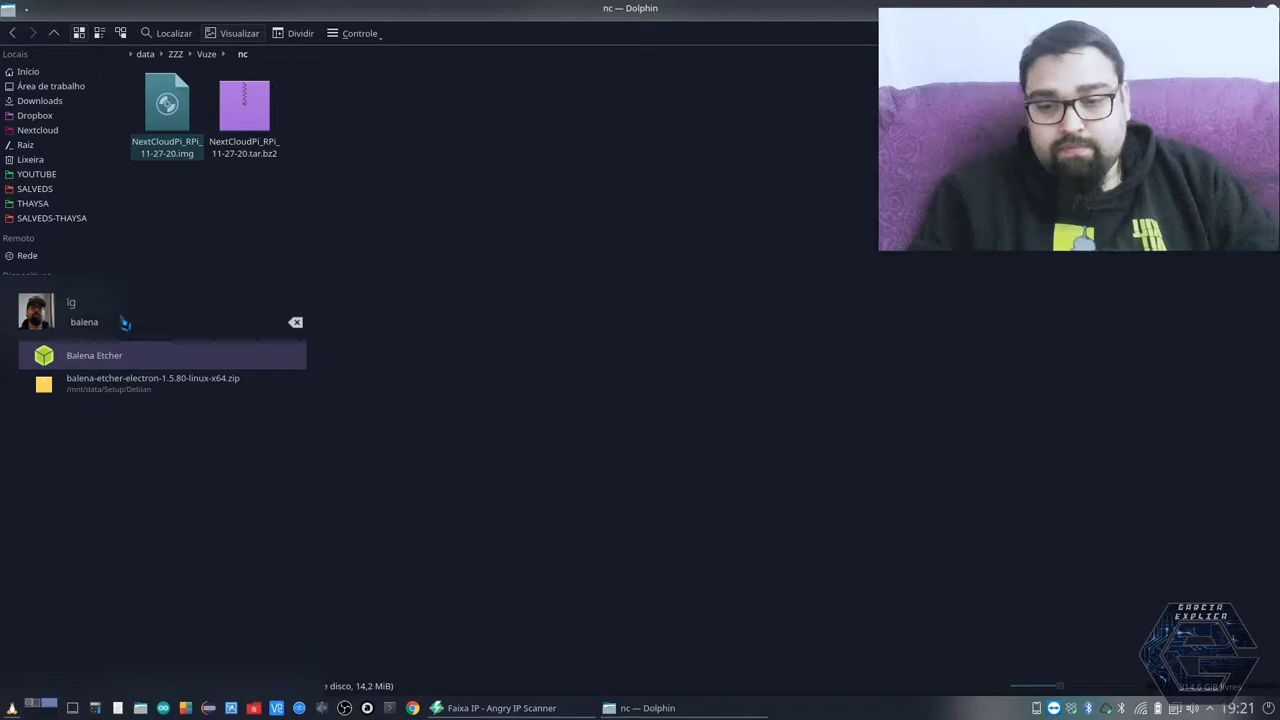 nc — Dolphin
Localizar
Visualizar
Dividir
Controle
data
ZZZ
Vuze
nc
Locais
Início
Área de trabalho
Downloads
Dropbox
Nextcloud
Raiz
Lixeira
YOUTUBE
SALVEDS
THAYSA
SALVEDS-THAYSA
Remoto
Rede
NextCloudPi_RPi_
11-27-20.img
NextCloudPi_RPi_
11-27-20.tar.bz2
lg
balena
Balena Etcher
balena-etcher-electron-1.5.80-linux-x64.zip
/mnt/data/Setup/Debian
GARCIA
EXPLICA
e disco, 14,2 MiB)
GiB livres
Faixa IP - Angry IP Scanner
nc — Dolphin
19:21